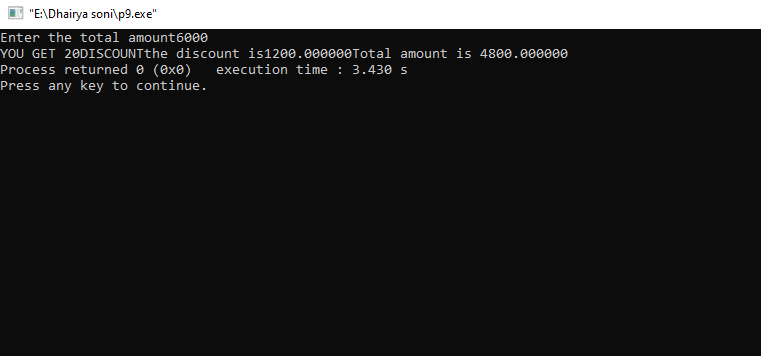 "E:\Dhairya soni\p9.exe"
Enter the total amount6000
YOU GET 20DISCOUNTthe discount is1200.000000Total amount is 4800.000000
Process returned 0 (0x0)   execution time : 3.430 s
Press any key to continue.